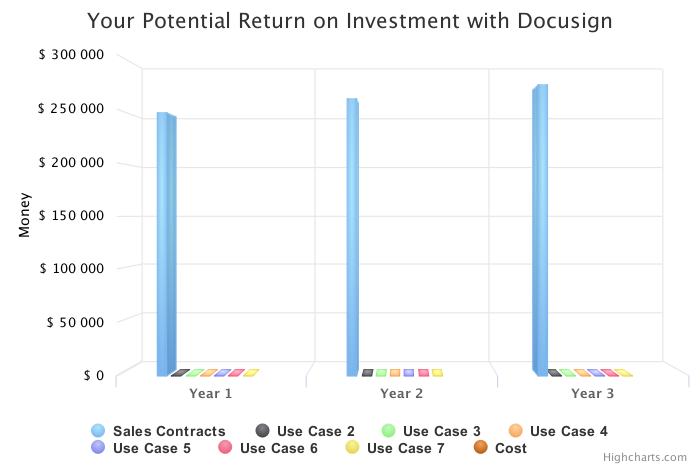 Your Potential Return on Investment with Docusign
$ 300 000
$ 250 000
$ 200 000
$ 150 000
$ 100 000
$ 50 000
$ 0
Money
Year 1 Year 2 Year 3
Sales Contracts Use Case 2 Use Case 3 Use Case 4
Use Case 5 Use Case 6 Use Case 7 Cost
Highcharts.com